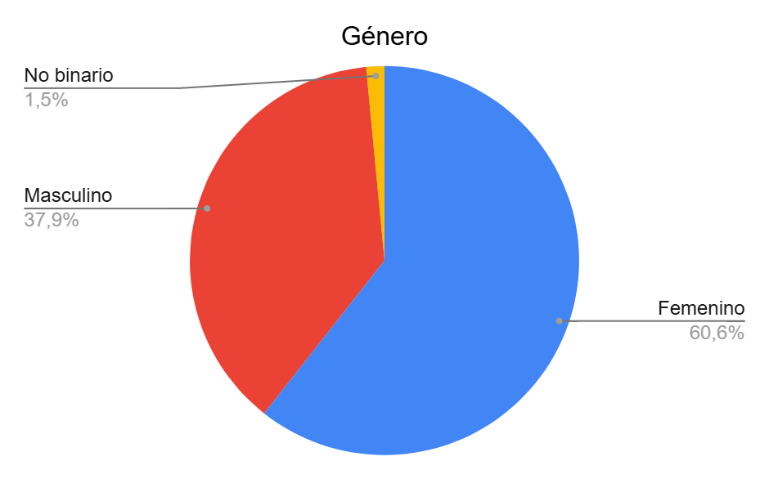 Género
No binario
1,5%
Masculino
37,9%
Femenino
60,6%